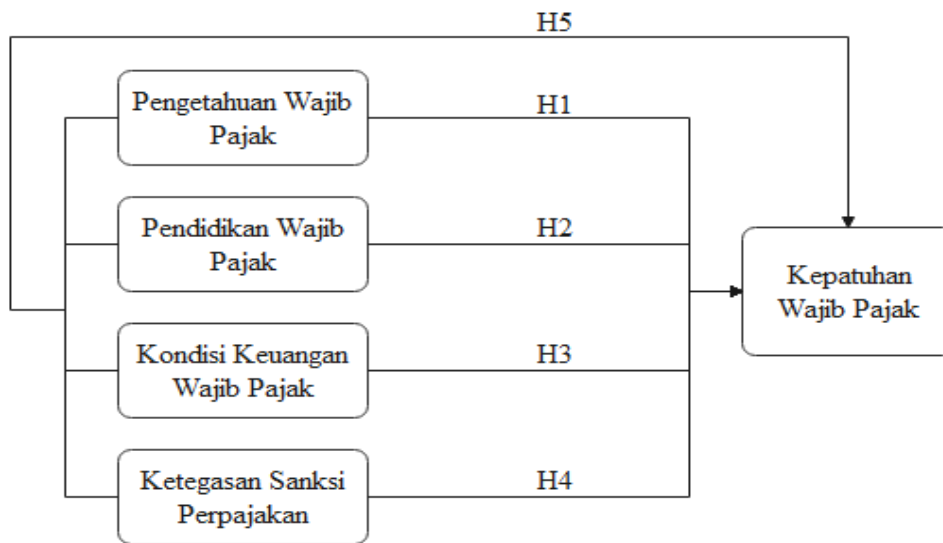 H5
Pengetahuan Wajib
Pajak
H1
Pendidikan Wajib
Pajak
H2
Kepatuhan
Wajib Pajak
Kondisi Keuangan
Wajib Pajak
H3
Ketegasan Sanksi
Perpajakan
H4